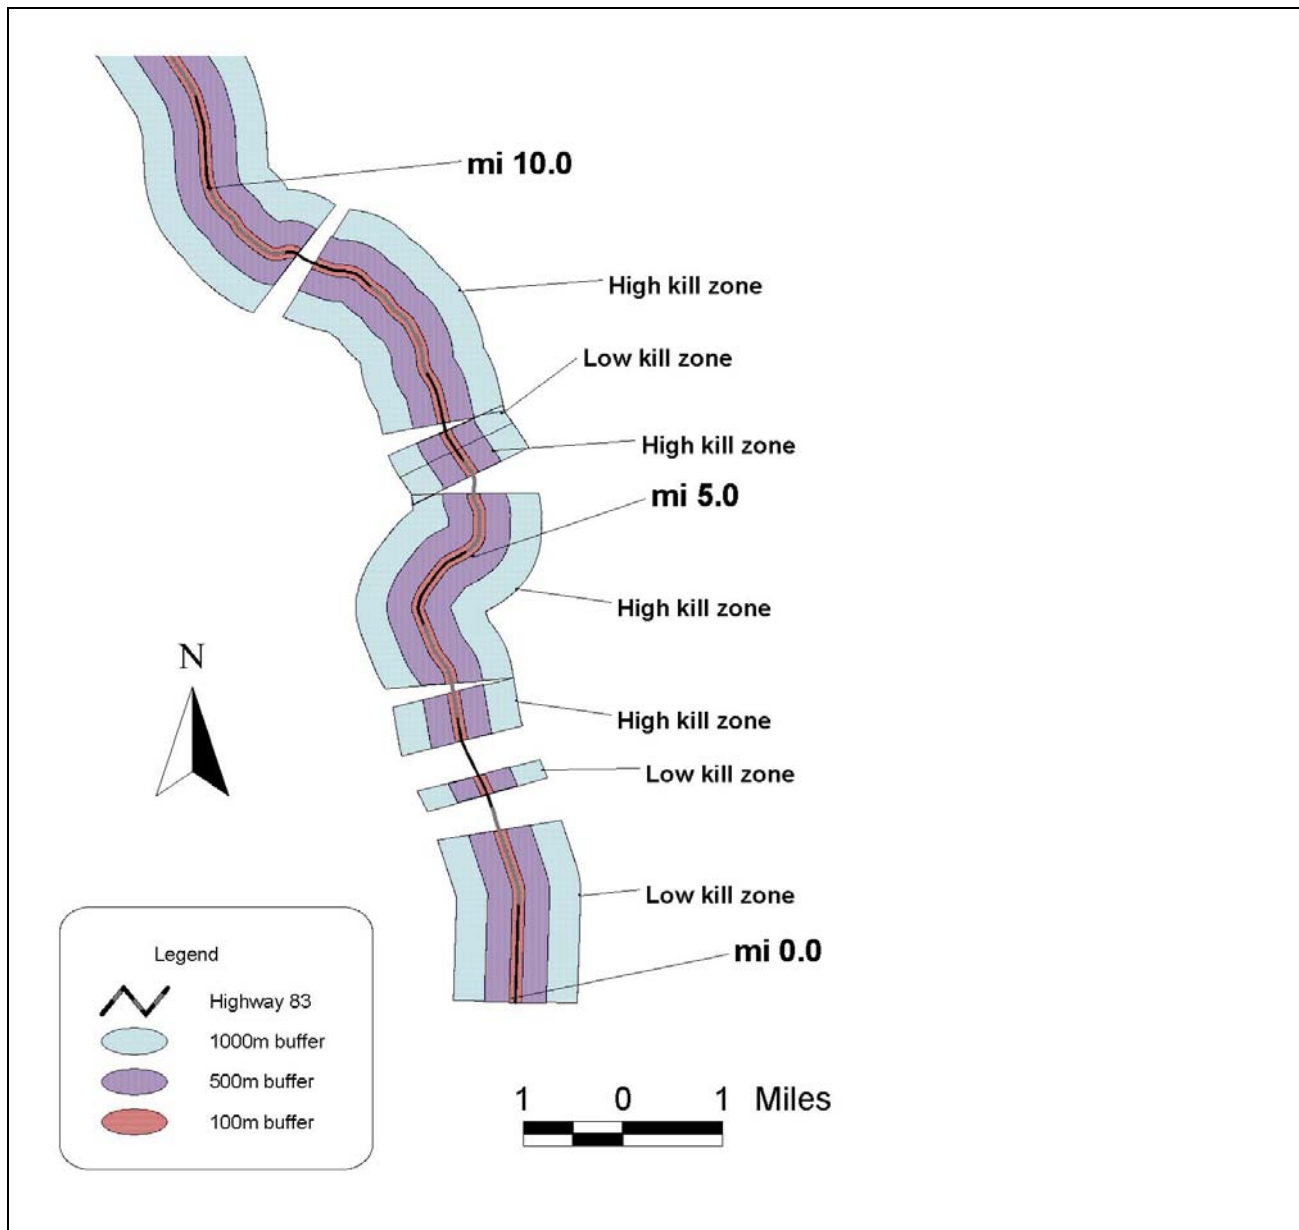 mi 10.0
High kill zone
Low kill zone
High kill zone
mi 5.0
High kill zone
N
High kill zone
Low kill zone
Low kill zone
mi 0.0
Legend
Highway 83
1000m buffer
500m buffer
100m buffer
1 0 1 Miles